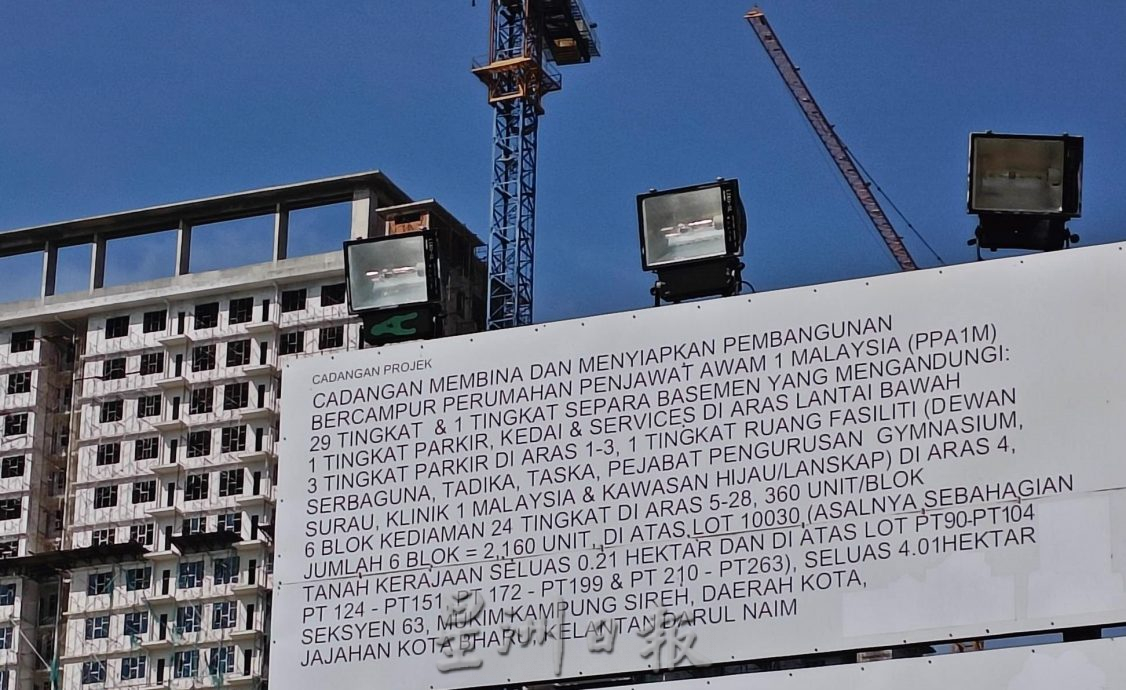 CADANGAN PROJEK
CADANGAN MEMBINA DAN MENYIAPKAN PEMBANGUNAN
BERCAMPUR PERUMAHAN PENJAWAT AWAM 1 MALAYSIA (PPA1M)
29 TINGKAT & 1 TINGKAT SEPARA BASEMEN YANG MENGANDUNGI:
1 TINGKAT PARKIR, KEDAI & SERVICES DI ARAS LANTAI BAWAH
3 TINGKAT PARKIR DI ARAS 1-3, 1 TINGKAT RUANG FASILITI (DEWAN
SERBAGUNA, TADIKA, TASKA, PEJABAT PENGURUSAN GYMNASIUM,
SURAU, KLINIK 1 MALAYSIA & KAWASAN HIJAU/LANSKAP) DI ARAS 4,
6 BLOK KEDIAMAN 24 TINGKAT DI ARAS 5-28, 360 UNIT/BLOK
JUMLAH 6 BLOK = 2,160 UNIT, DI ATAS LOT 10030,(ASALNYA SEBAHAGIAN
TANAH KERAJAAN SELUAS 0.21 HEKTAR DAN DI ATAS LOT PT90-PT104
PT 124 - PT151 172 - PT199 & PT 210 - PT263), SELUAS 4.01HEKTAR
SEKSYEN 63, MUKIM KAMPUNG SIREH, DAERAH KOTA,
JAJAHAN KOTA BHARU KELANTAN DARUL NAIM
星洲日報